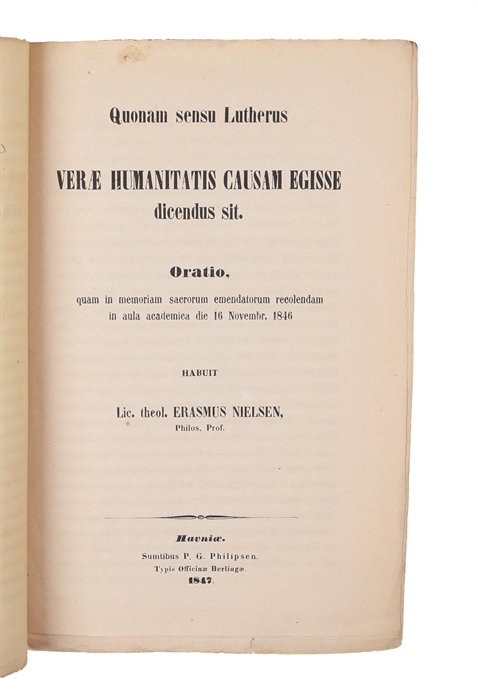 Quonam sensu Lutherus
VERÆ HUMANITATIS CAUSAM EGISSE
dicendus sit.
Oratio,
quam in memoriam sacrorum emendatorum recolendam
in aula academica die 16 Novembr. 1846
HABUIT
Lic. theol. ERASMUS NIELSEN,
Philos. Prof.
Havniæ.
Sumtibus P. G. Philipsen.
Typis Officinæ Berlingæ.
1847.